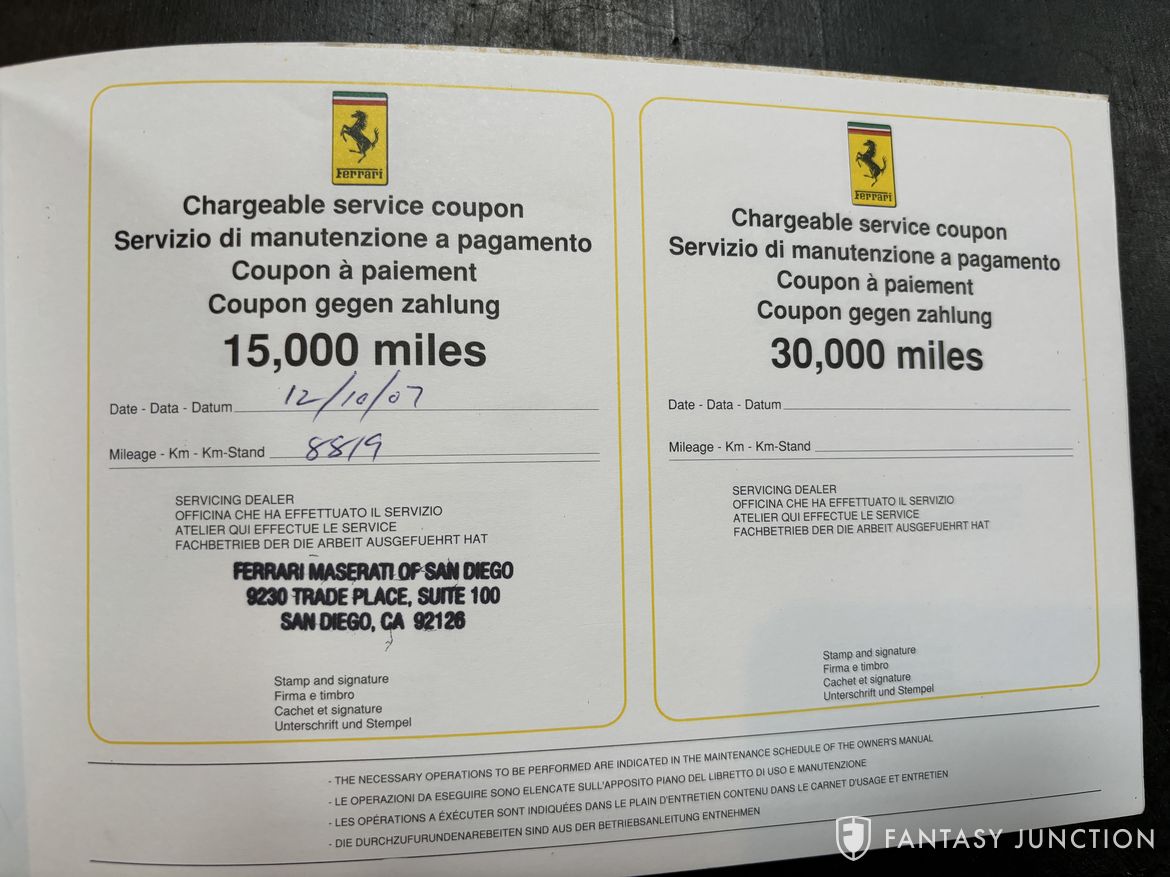 Ferrari
Chargeable service coupon
Servizio di manutenzione a pagamento
Coupon à paiement
Coupon gegen zahlung
15,000 miles
Date - Data - Datum 12/10/07
Mileage - Km - Km-Stand 8819
SERVICING DEALER
OFFICINA CHE HA EFFETTUATO IL SERVIZIO
ATELIER QUI EFFECTUE LE SERVICE
FACHBETRIEB DER DIE ARBEIT AUSGEFUEHRT HAT
FERRARI MASERATI OF SAN DIEGO
9230 TRADE PLACE, SUITE 100
SAN DIEGO, CA 92126
Stamp and signature
Firma e timbro
Cachet et signature
Unterschrift und Stempel
Ferrari
Chargeable service coupon
Servizio di manutenzione a pagamento
Coupon à paiement
Coupon gegen zahlung
30,000 miles
Date - Data - Datum
Mileage - Km - Km-Stand
SERVICING DEALER
OFFICINA CHE HA EFFETTUATO IL SERVIZIO
ATELIER QUI EFFECTUE LE SERVICE
FACHBETRIEB DER DIE ARBEIT AUSGEFUEHRT HAT
Stamp and signature
Firma e timbro
Cachet et signature
Unterschrift und Stempel
- THE NECESSARY OPERATIONS TO BE PERFORMED ARE INDICATED IN THE MAINTENANCE SCHEDULE OF THE OWNER'S MANUAL
- LE OPERAZIONI DA ESEGUIRE SONO ELENCATE SULL'APPOSITO PIANO DEL LIBRETTO DI USO E MANUTENZIONE
- LES OPÉRATIONS A ÉXÉCUTER SONT INDIQUÉES DANS LE PLAIN D'ENTRETIEN CONTENU DANS LE CARNET D'USAGE ET ENTRETIEN
- DIE DURCHZUFURUNDENAREBEITEN SIND AUS DER BETRIEBSANLEITUNG ENTNEHMEN
FANTASY JUNCTION